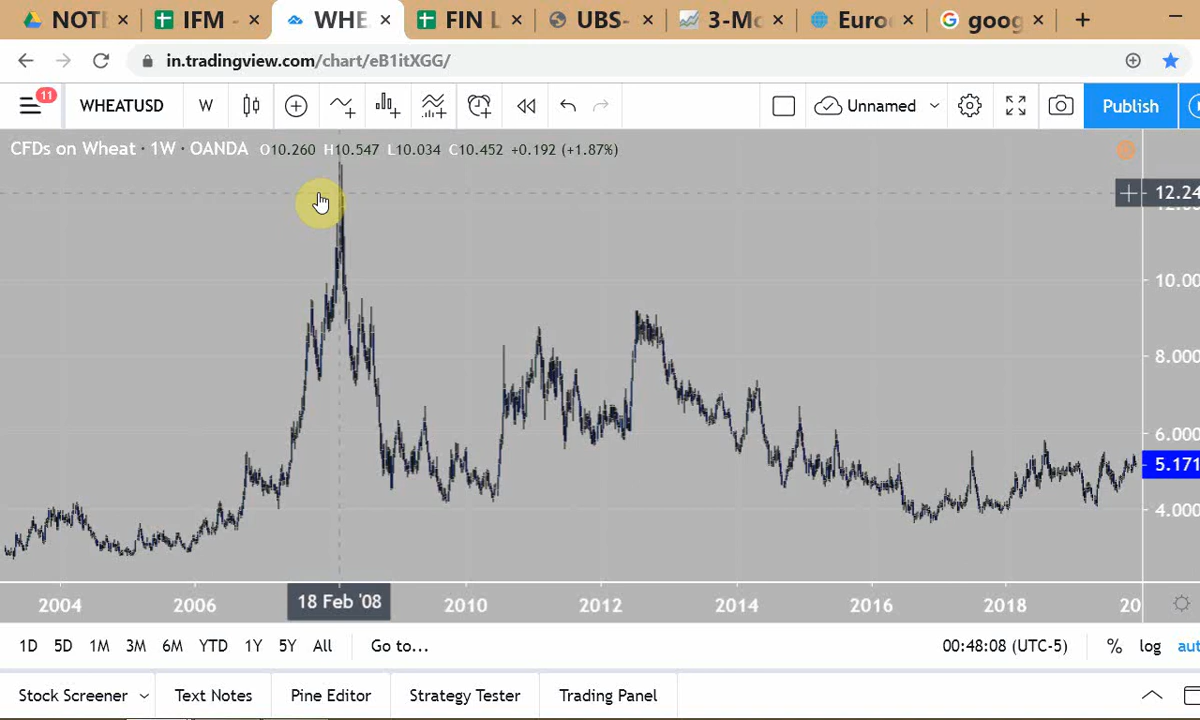 NOTE IFM - WHE. FIN L UBS- 3-Mo Euro goog
in.tradingview.com/chart/eB1itXGG/
11 WHEATUSD W Unnamed Publish
CFDs on Wheat · 1W · OANDA O10.260 H10.547 L10.034 C10.452 +0.192 (+1.87%)
12.24
10.00
8.000
6.000
5.171
4.000
2004 2006 18 Feb '08 2010 2012 2014 2016 2018 20
1D 5D 1M 3M 6M YTD 1Y 5Y All Go to... 00:48:08 (UTC-5) % log aut
Stock Screener Text Notes Pine Editor Strategy Tester Trading Panel